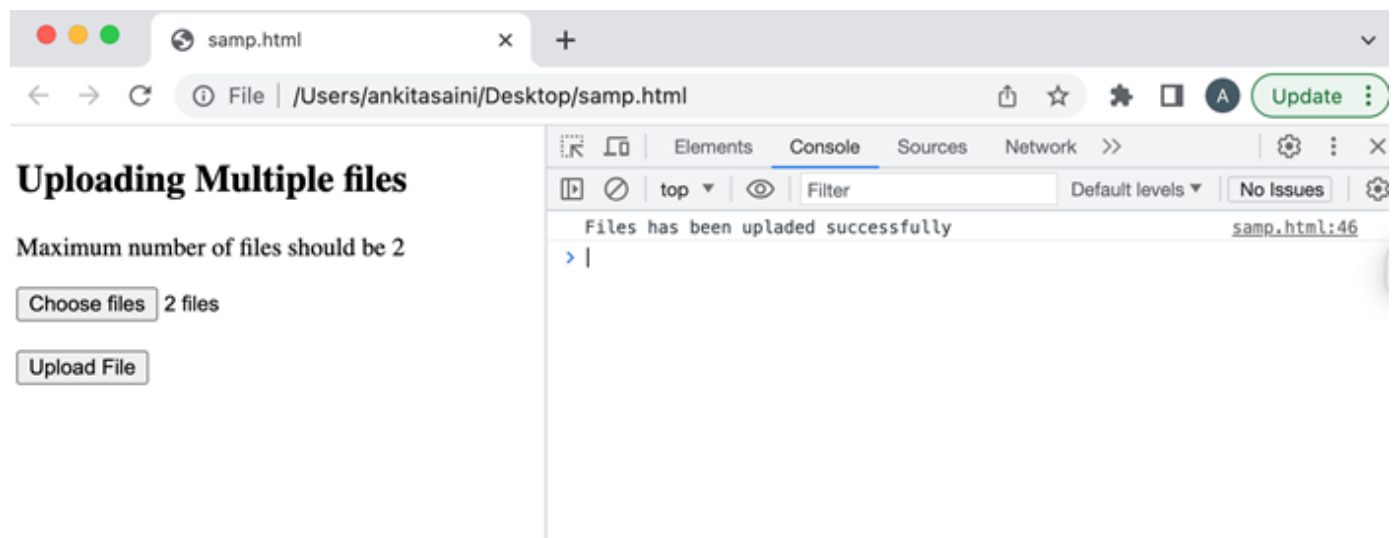 samp.html
File /Users/ankitasaini/Desktop/samp.html A Update
Uploading Multiple files
Maximum number of files should be 2
Choose files 2 files
Upload File
Elements Console Sources Network
top Filter Default levels No Issues
Files has been upladed successfully samp.html:46